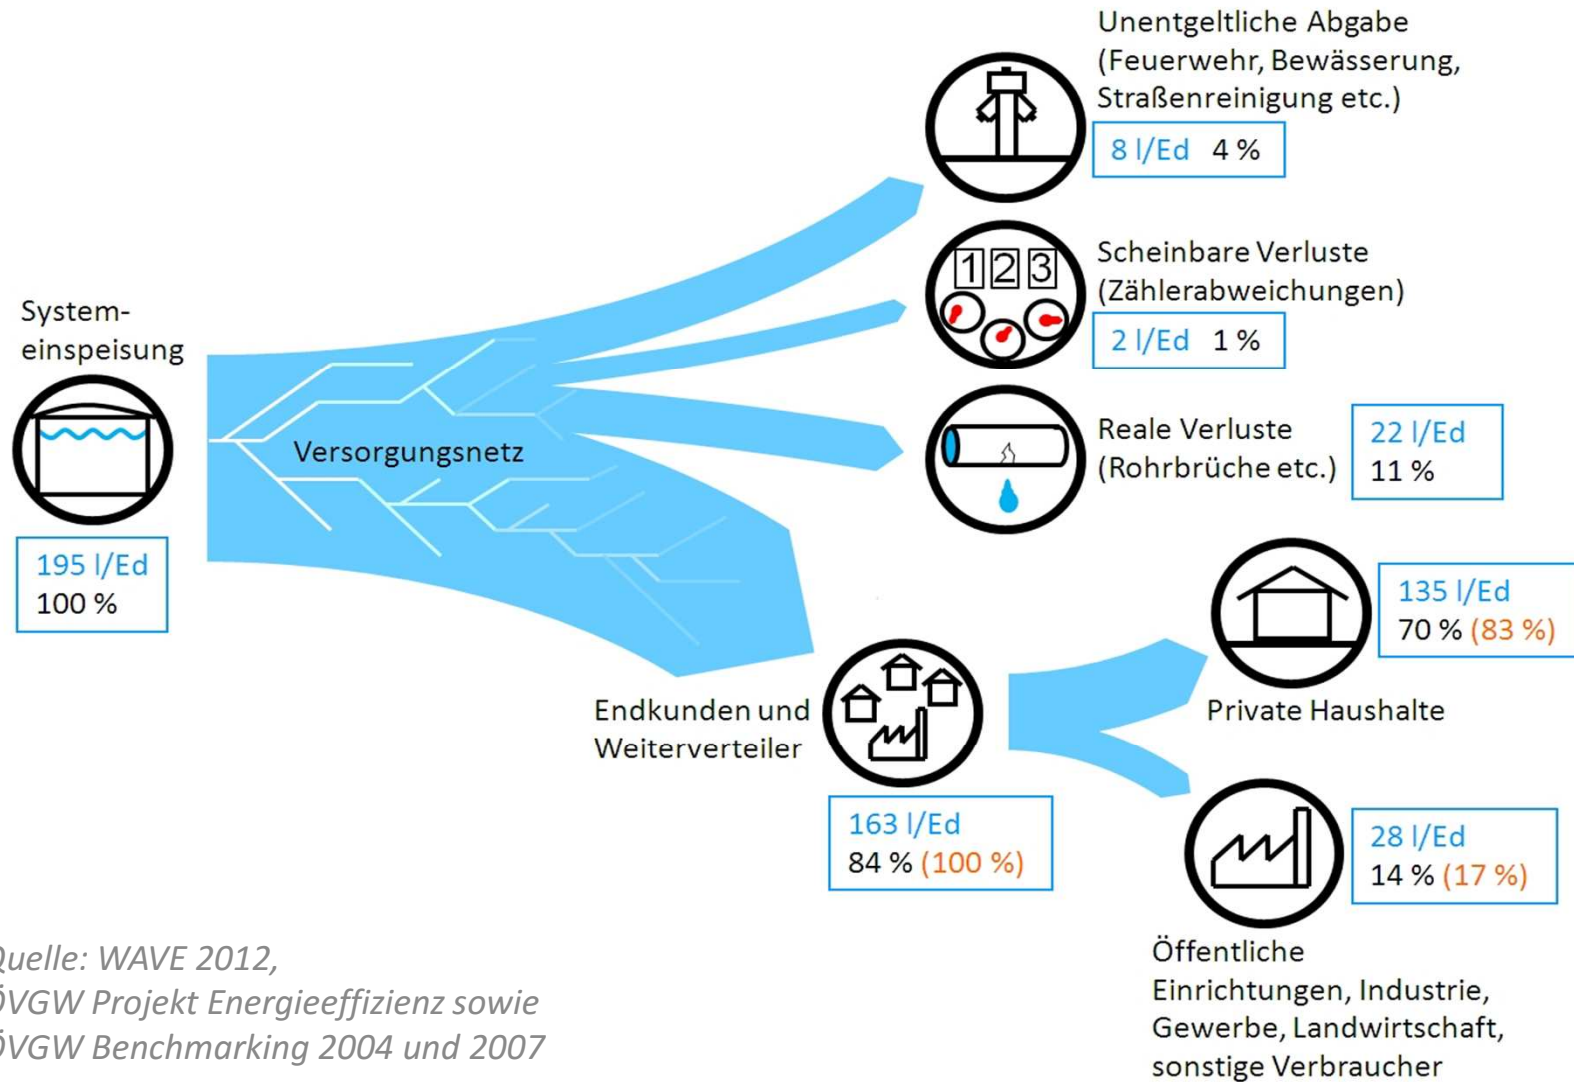 Unentgeltliche Abgabe
(Feuerwehr, Bewässerung,
Straßenreinigung etc.)
8 l/Ed 4 %
Scheinbare Verluste
(Zählerabweichungen)
2 l/Ed 1 %
1 2 3
System-
einspeisung
195 l/Ed
100 %
Versorgungsnetz
Reale Verluste
(Rohrbrüche etc.)
22 l/Ed
11 %
135 l/Ed
70 % (83 %)
Private Haushalte
Endkunden und
Weiterverteiler
163 l/Ed
84 % (100 %)
28 l/Ed
14 % (17 %)
Öffentliche
Einrichtungen, Industrie,
Gewerbe, Landwirtschaft,
sonstige Verbraucher
Quelle: WAVE 2012,
ÖVGW Projekt Energieeffizienz sowie
ÖVGW Benchmarking 2004 und 2007